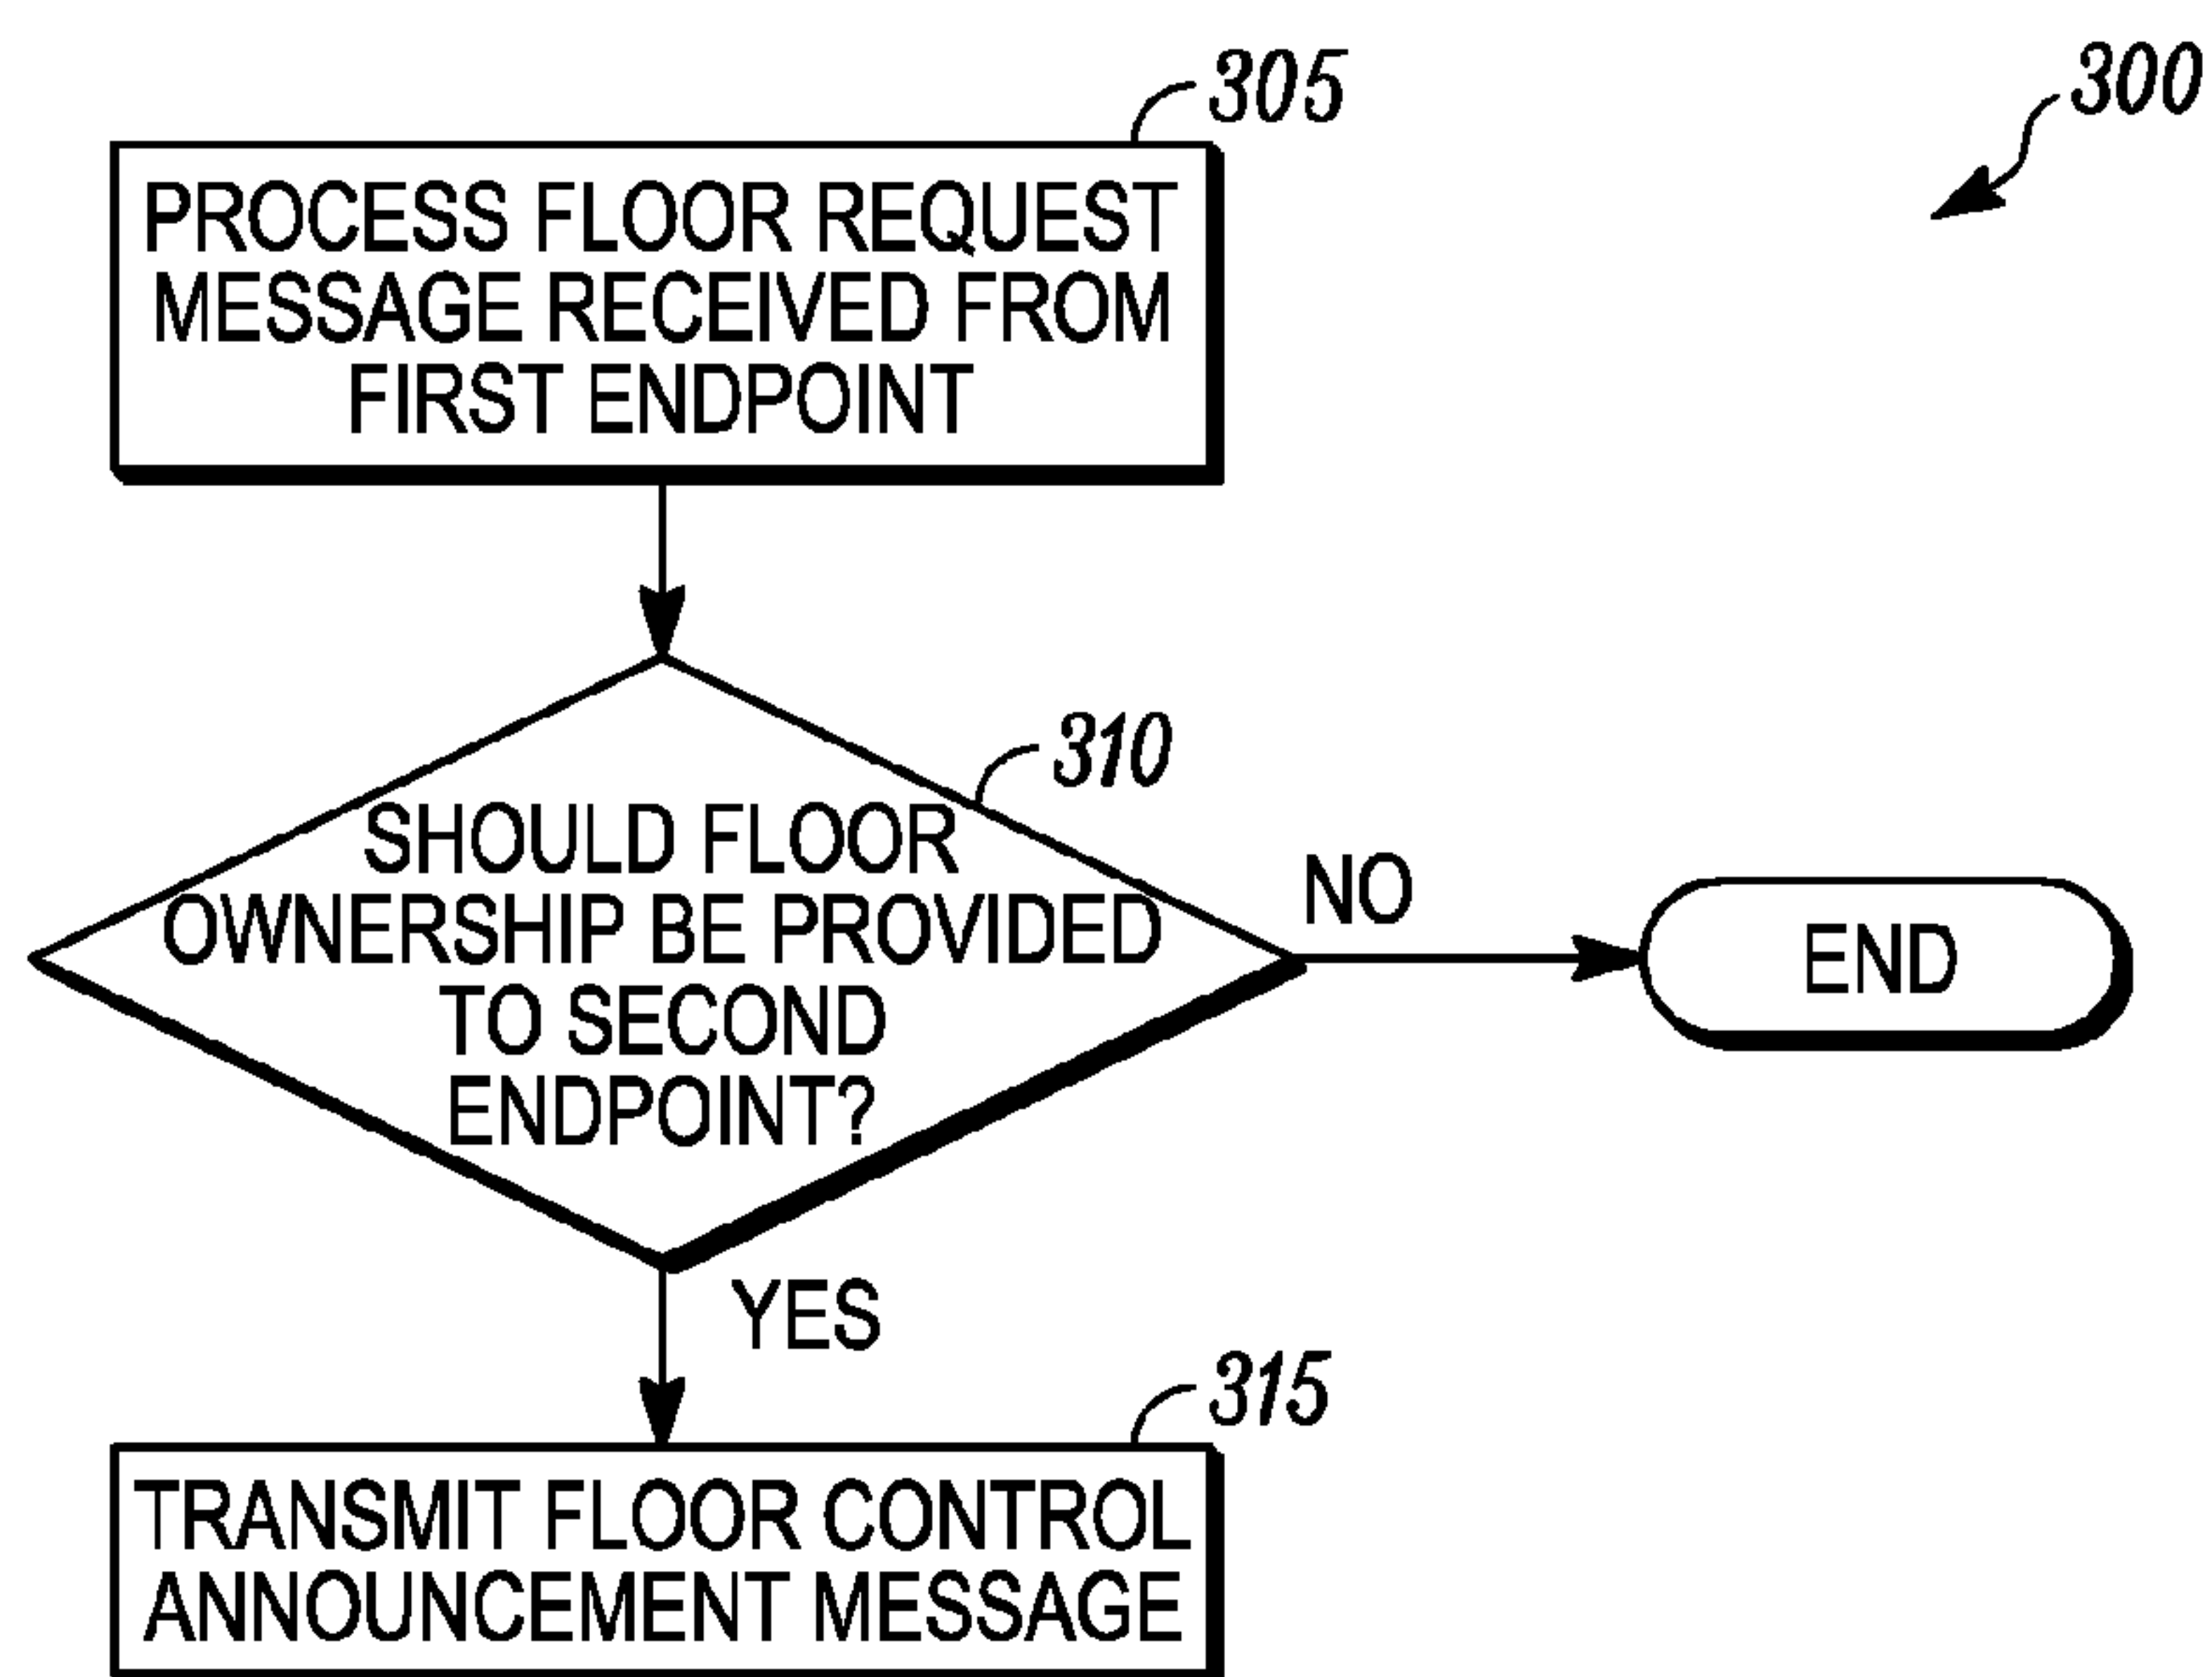 305
300
PROCESS FLOOR REQUEST
MESSAGE RECEIVED FROM
FIRST ENDPOINT
310
SHOULD FLOOR
OWNERSHIP BE PROVIDED
TO SECOND
ENDPOINT?
NO
END
YES
315
TRANSMIT FLOOR CONTROL
ANNOUNCEMENT MESSAGE